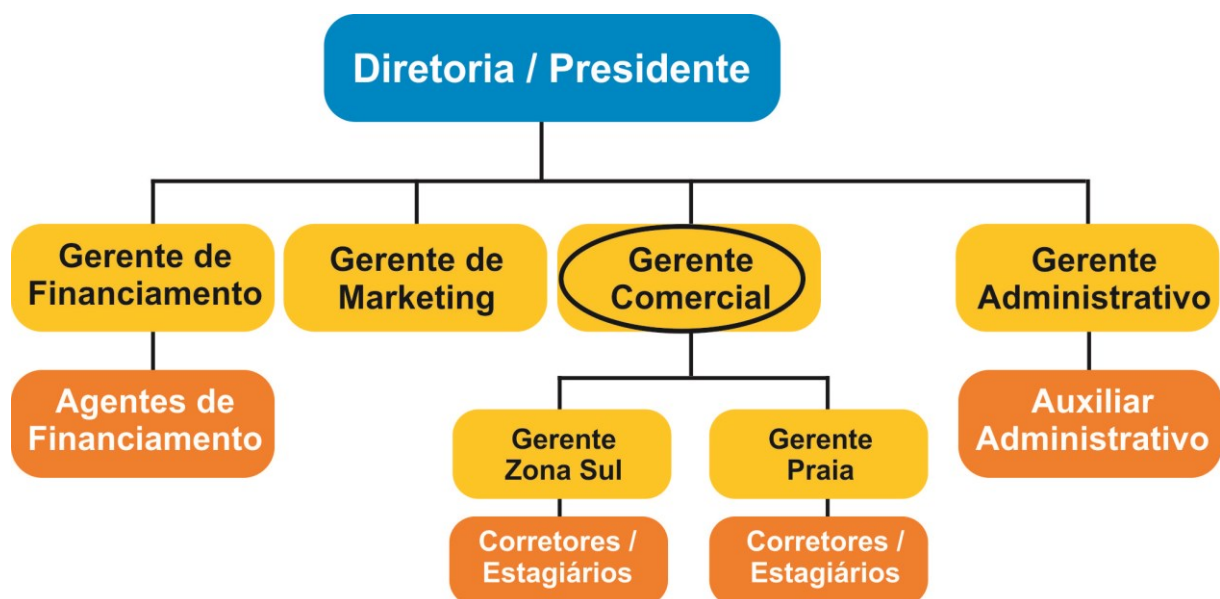 Diretoria / Presidente
Gerente de
Financiamento
Gerente de
Marketing
Gerente
Comercial
Gerente
Administrativo
Agentes de
Financiamento
Auxiliar
Administrativo
Gerente
Zona Sul
Gerente
Praia
Corretores /
Estagiários
Corretores /
Estagiários